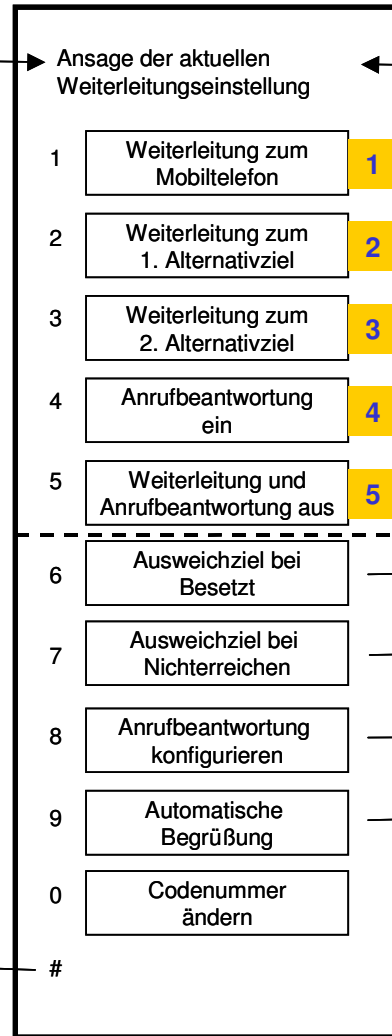 Ansage der aktuellen
Weiterleitungseinstellung
1 Weiterleitung zum 1
Mobiltelefon
2 Weiterleitung zum 2
1. Alternativziel
3 Weiterleitung zum 3
2. Alternativziel
4 Anrufbeantwortung 4
ein
5 Weiterleitung und 5
Anrufbeantwortung aus
6 Ausweichziel bei
Besetzt
7 Ausweichziel bei
Nichterreichen
8 Anrufbeantwortung
konfigurieren
9 Automatische
Begrüßung
0 Codenummer
ändern
#